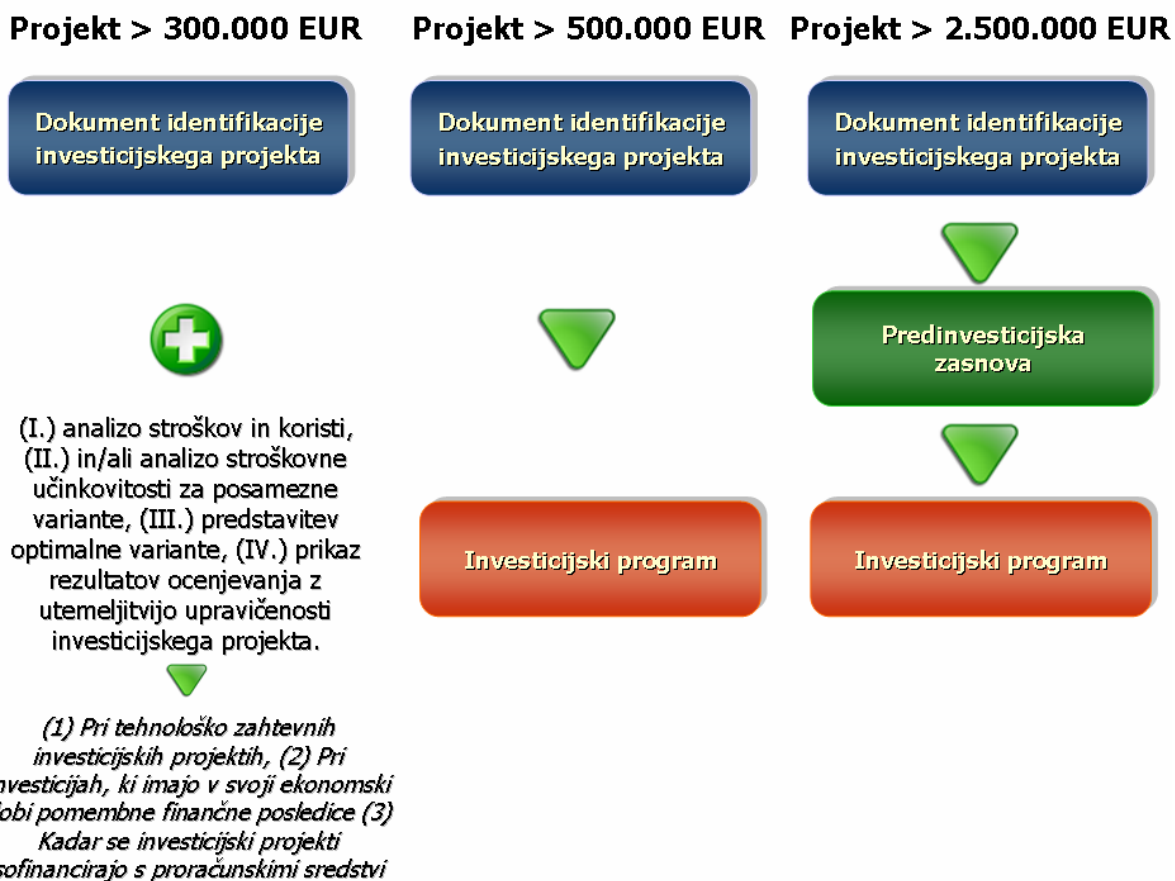 Projekt > 300.000 EUR
Dokument identifikacije
investicijskega projekta
(I.) analizo stroškov in koristi,
(II.) in/ali analizo stroškovne
učinkovitosti za posamezne
variante, (III.) predstavitev
optimalne variante, (IV.) prikaz
rezultatov ocenjevanja z
utemeljitvijo upravičenosti
investicijskega projekta.
(1) Pri tehnološko zahtevnih
investicijskih projektih, (2) Pri
nvesticijah, ki imajo v svoji ekonomski
obi pomembne finančne posledice (3)
Kadar se investicijski projekti
sofinancirajo s proračunskimi sredstvi
Projekt > 500.000 EUR
Dokument identifikacije
investicijskega projekta
Investicijski program
Projekt > 2.500.000 EUR
Dokument identifikacije
investicijskega projekta
Predinvesticijska
zasnova
Investicijski program